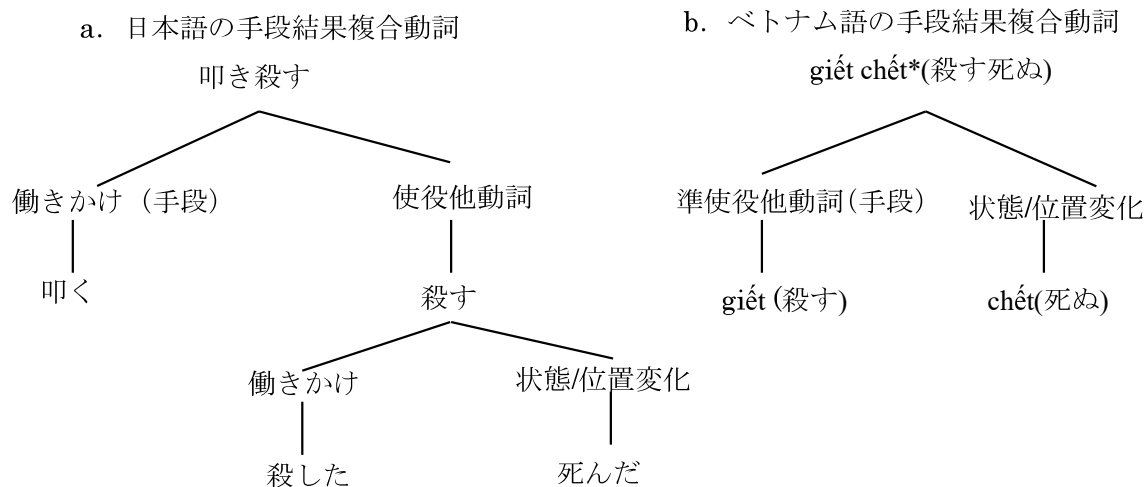 a. 日本語の手段結果複合動詞
叩き殺す
働きかけ（手段）
使役他動詞
叩く
殺す
働きかけ
状態/位置変化
殺した
死んだ
b. ベトナム語の手段結果複合動詞
giết chết*(殺す死ぬ)
準使役他動詞(手段）
状態/位置変化
giết (殺す)
chết(死ぬ)